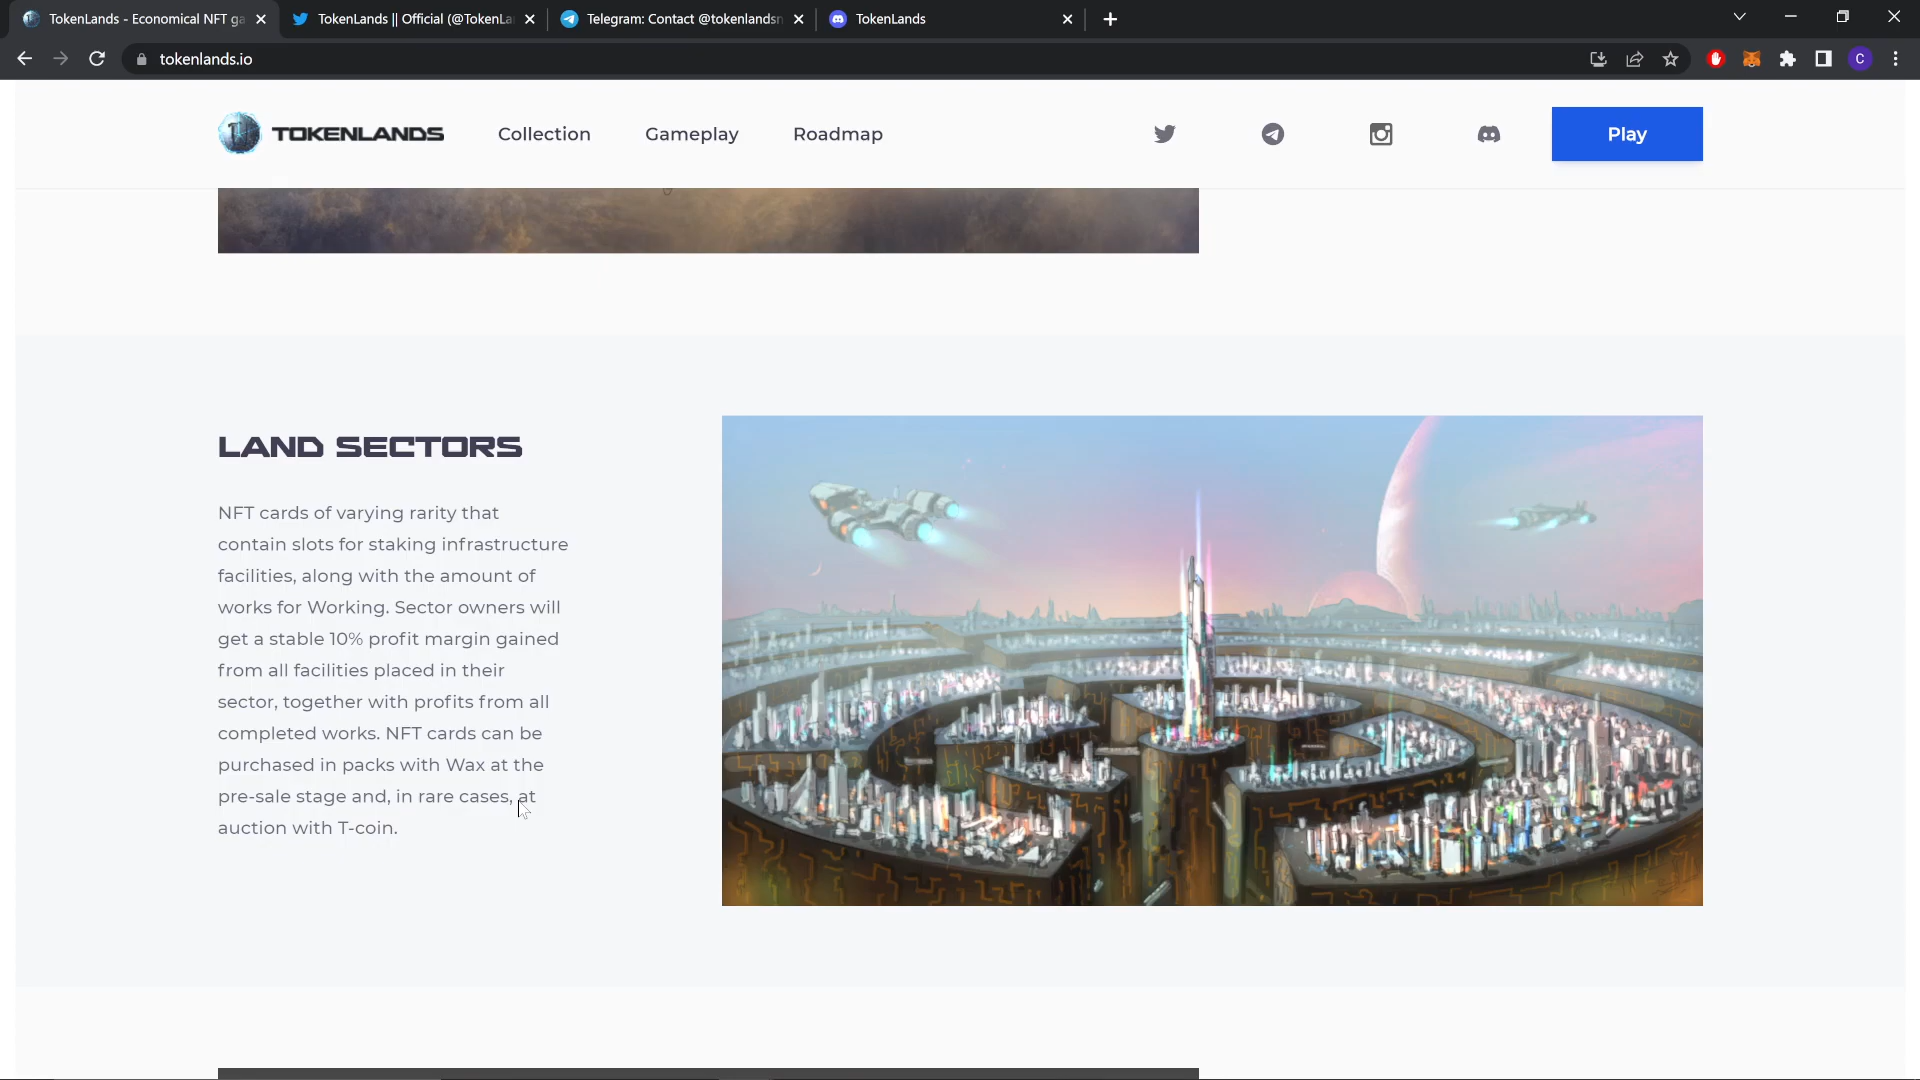 TokenLands - Economical NFT ga
TokenLands || Official (@TokenLa
Telegram: Contact @tokenlandsn
TokenLands
tokenlands.io
C
TOKENLANDS
Collection
Gameplay
Roadmap
Play
LAND SECTORS
NFT cards of varying rarity that
contain slots for staking infrastructure
facilities, along with the amount of
works for Working. Sector owners will
get a stable 10% profit margin gained
from all facilities placed in their
sector, together with profits from all
completed works. NFT cards can be
purchased in packs with Wax at the
pre-sale stage and, in rare cases, at
auction with T-coin.